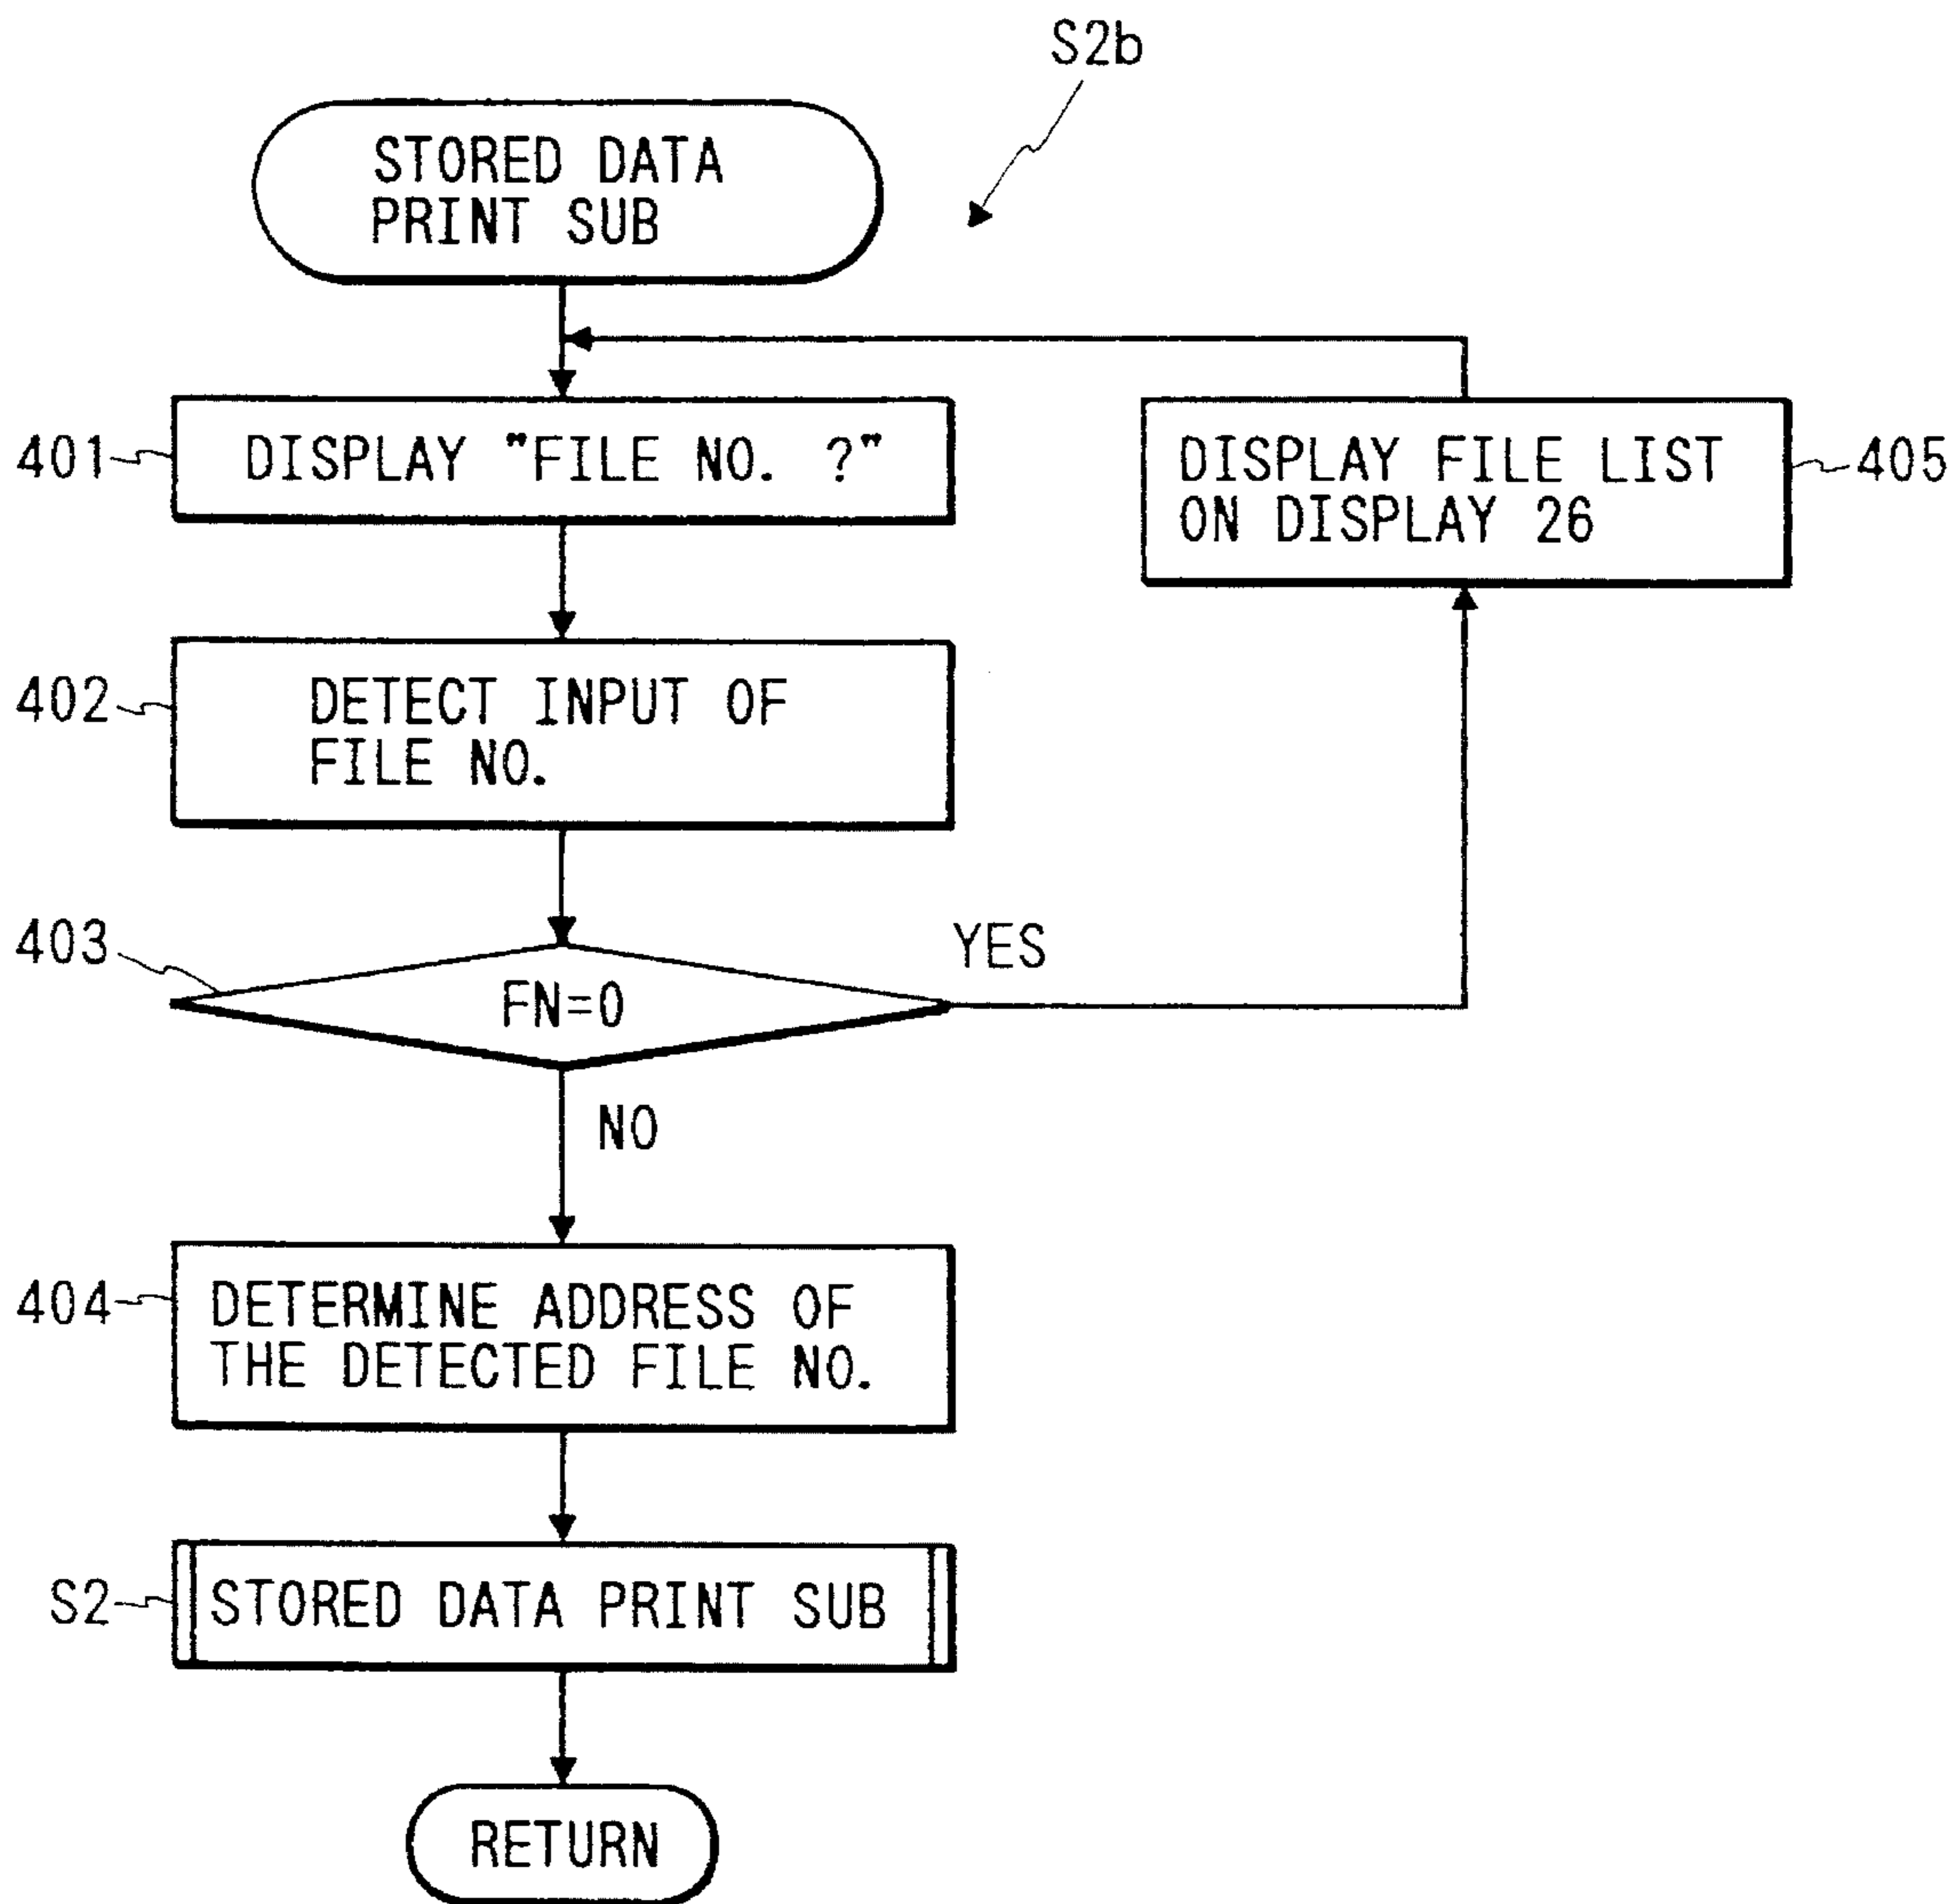 S2b
STORED DATA
PRINT SUB
401
DISPLAY "FILE NO. ?"
DISPLAY FILE LIST
ON DISPLAY 26
405
402
DETECT INPUT OF
FILE NO.
403
FN=0
YES
NO
404
DETERMINE ADDRESS OF
THE DETECTED FILE NO.
S2
STORED DATA PRINT SUB
RETURN